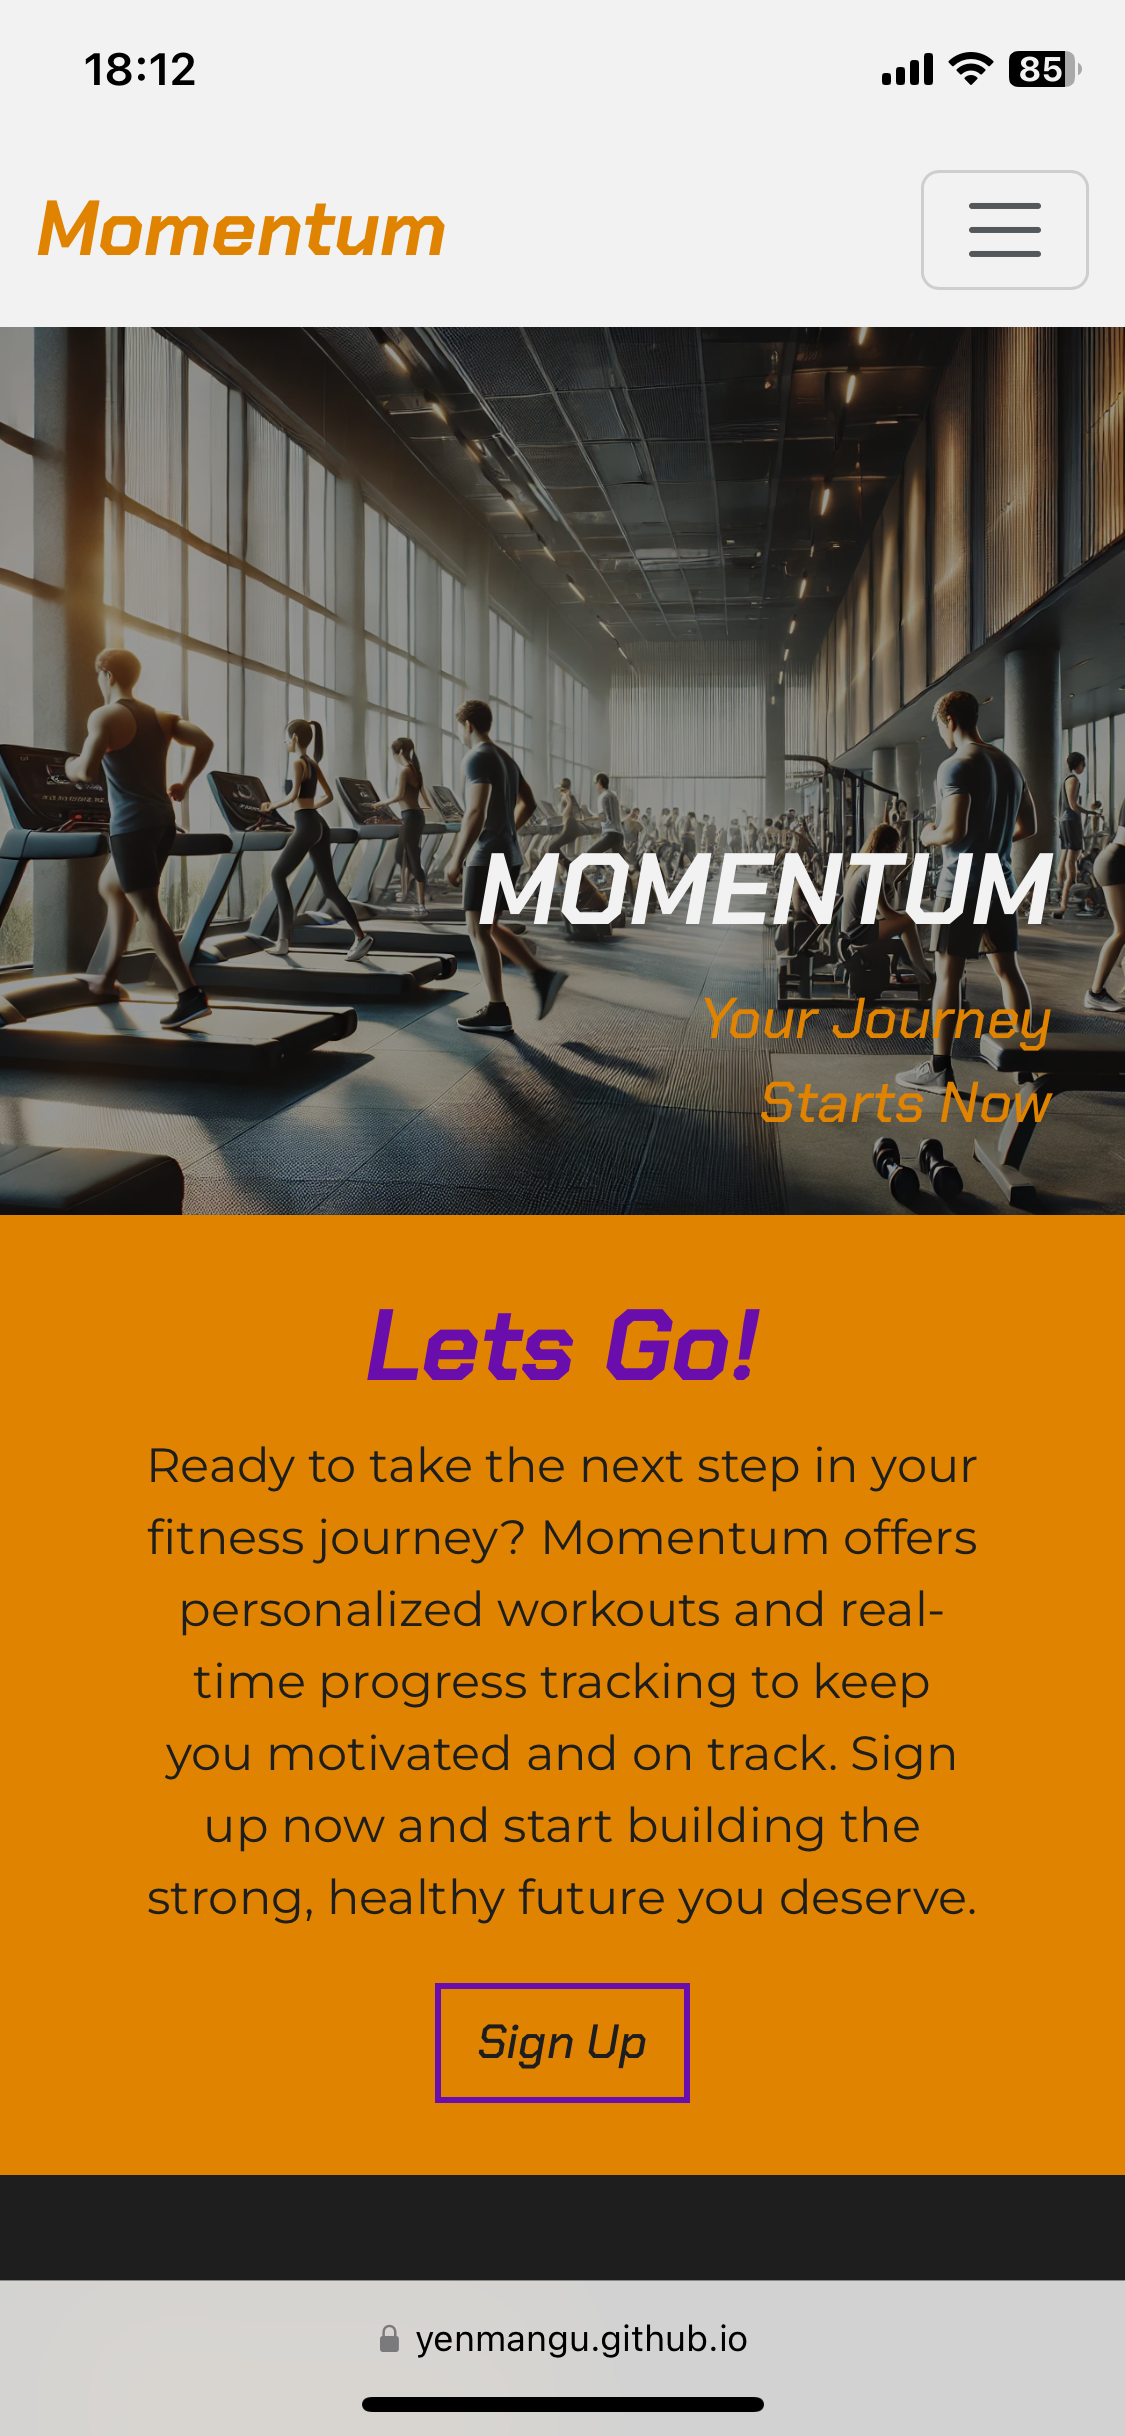 18:12
85
Momentum
MOMENTUM
Your Journey
Starts Now
Lets Go!
Ready to take the next step in your
fitness journey? Momentum offers
personalized workouts and real-
time progress tracking to keep
you motivated and on track. Sign
up now and start building the
strong, healthy future you deserve.
Sign Up
yenmangu.github.io